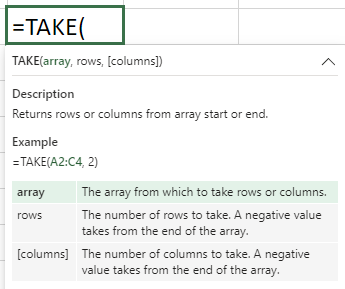 =TAKE(
TAKE(array, rows, [columns])
Description
Returns rows or columns from array start or end.
Example
=TAKE(A2:C4, 2)
array The array from which to take rows or columns.
rows The number of rows to take. A negative value
takes from the end of the array.
[columns] The number of columns to take. A negative
value takes from the end of the array.